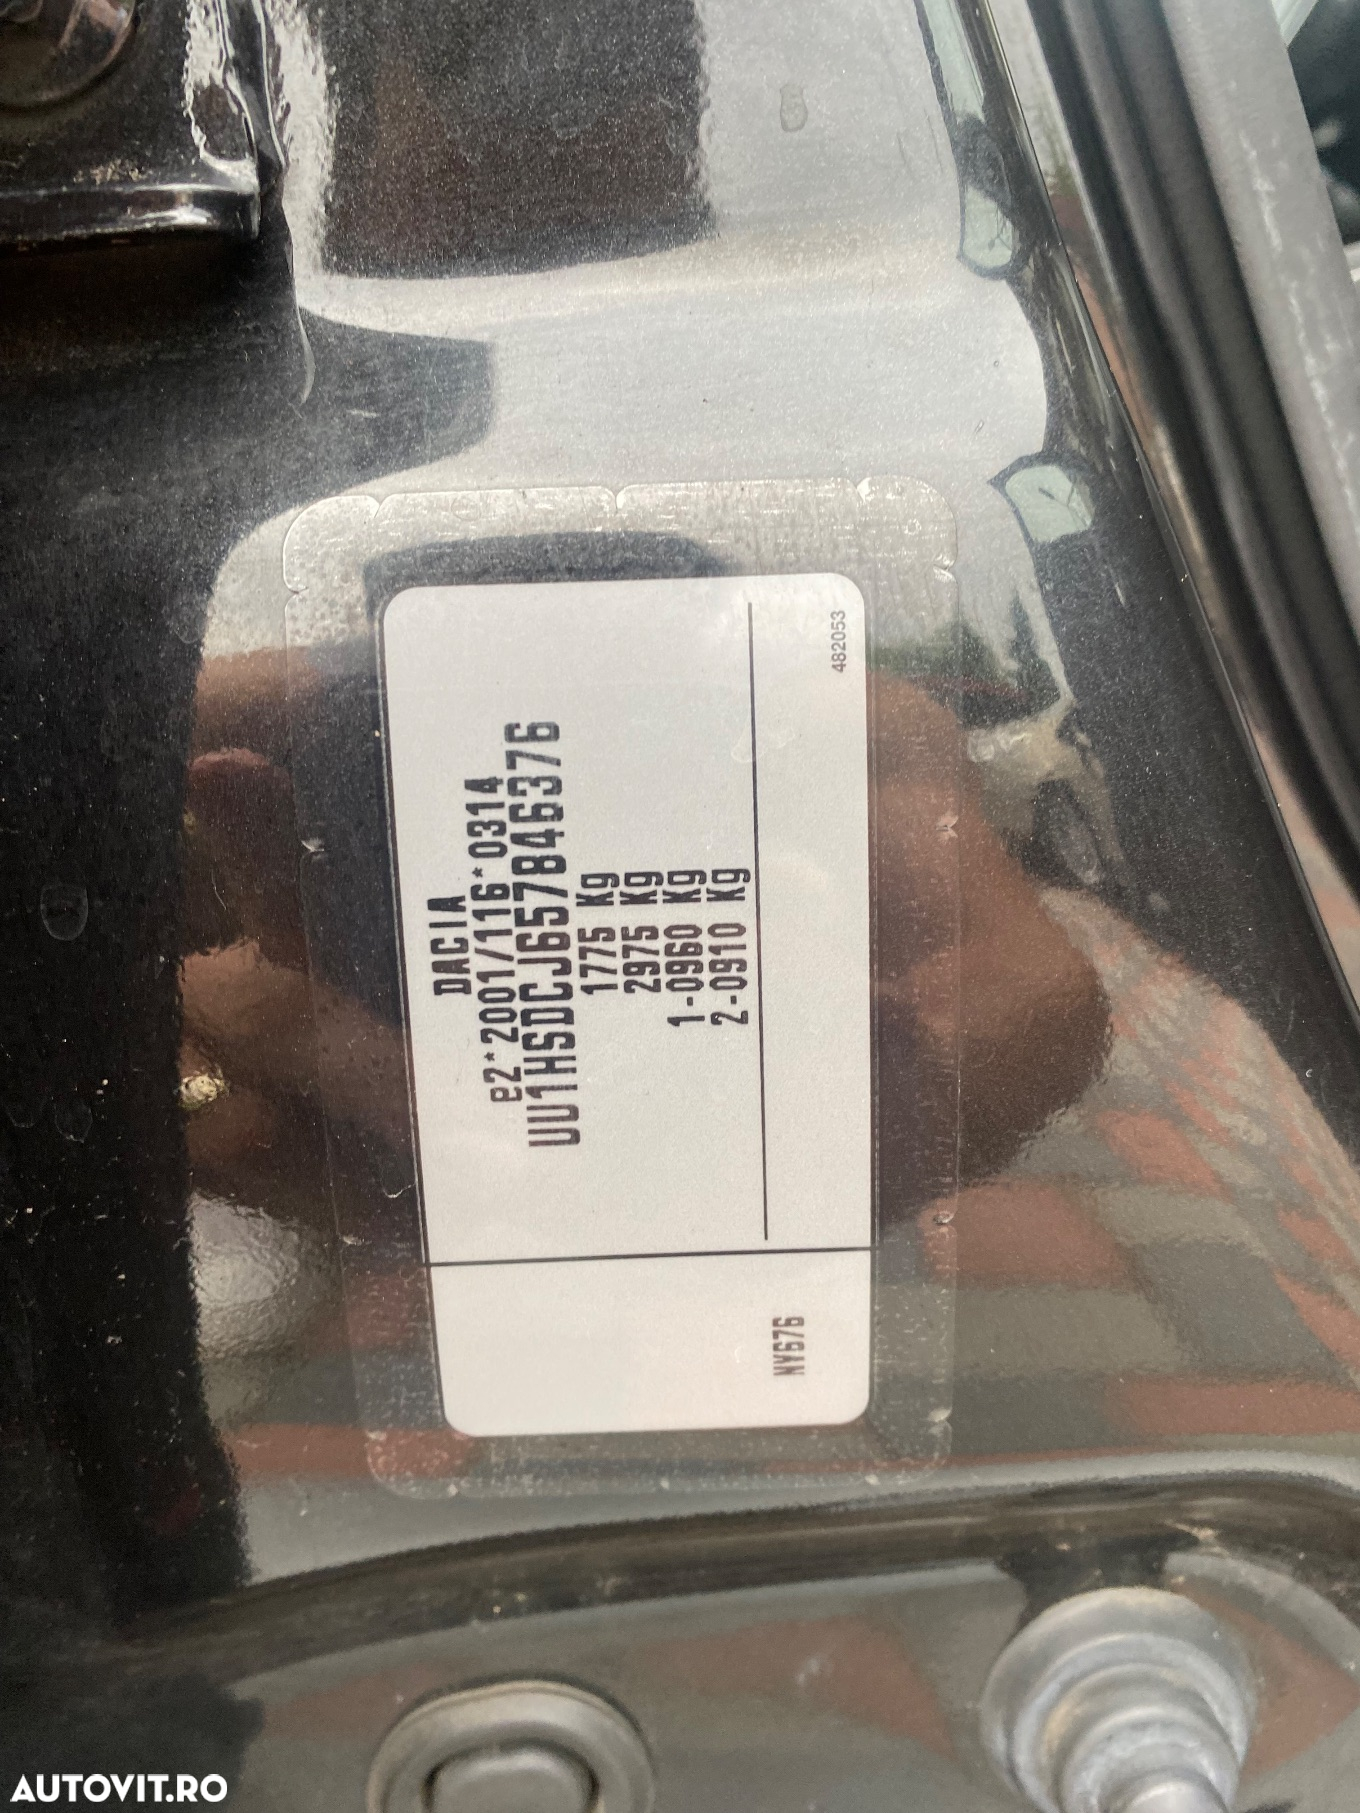 DACIA
e2*2001/116*0314
UU1HSDCJ657846376
1775 Kg
2975 Kg
1-0960 Kg
2-0910 Kg
482053
NY676
AUTOVIT.RO